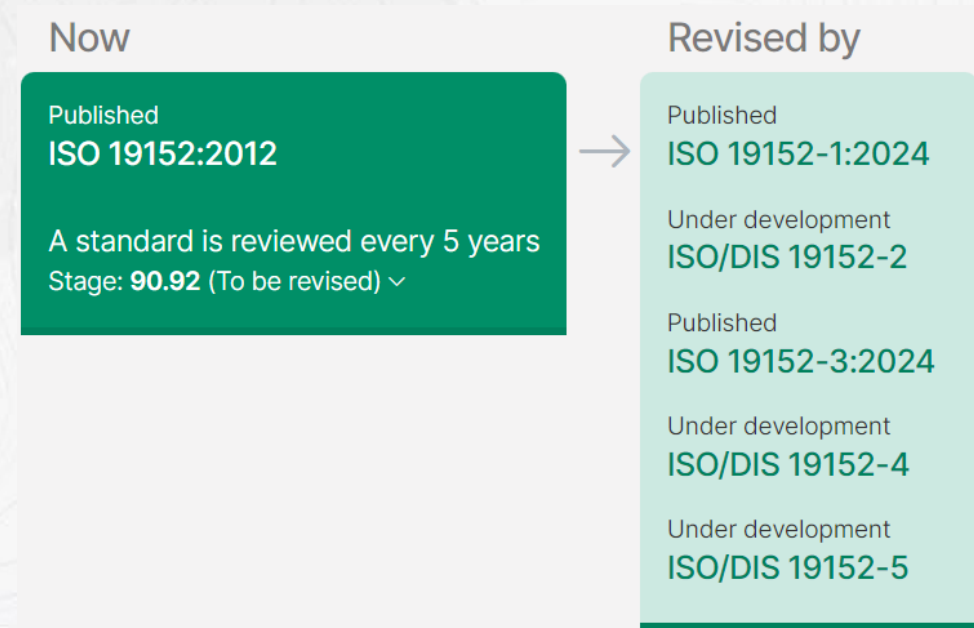 Now
Published
ISO 19152:2012
A standard is reviewed every 5 years
Stage: 90.92 (To be revised)
Revised by
Published
ISO 19152-1:2024
Under development
ISO/DIS 19152-2
Published
ISO 19152-3:2024
Under development
ISO/DIS 19152-4
Under development
ISO/DIS 19152-5